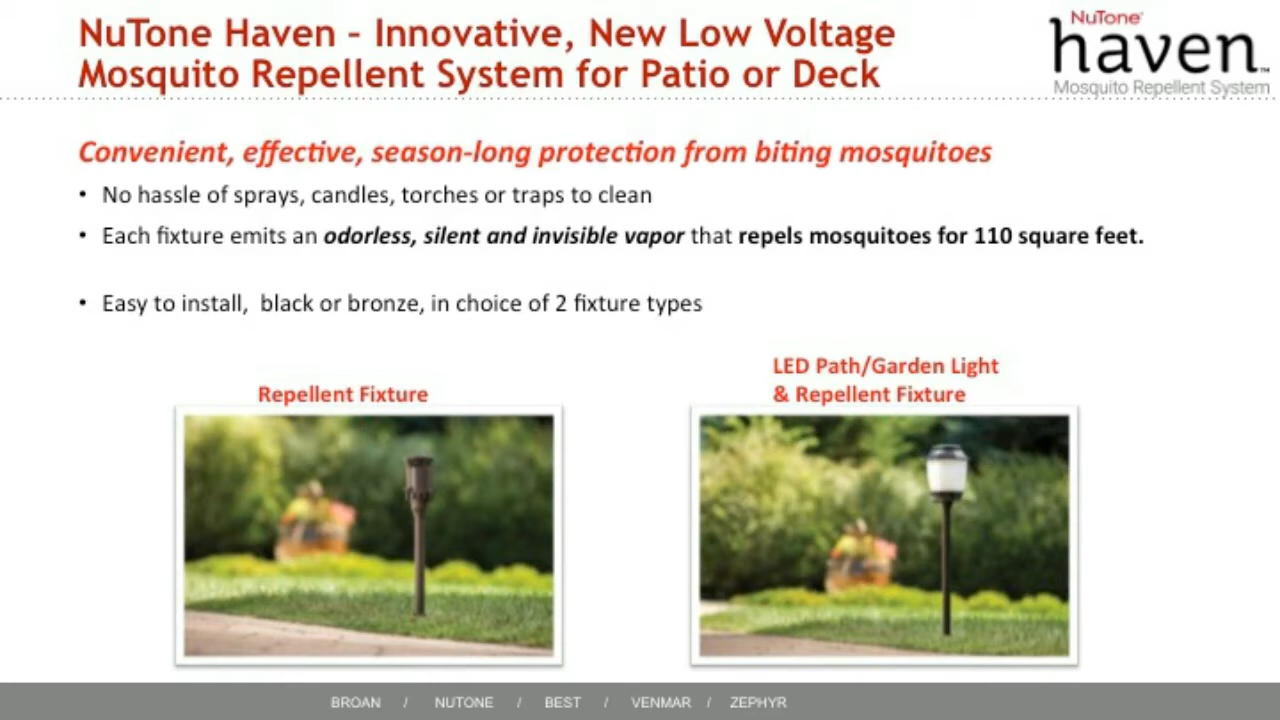 NuTone Haven – Innovative, New Low Voltage
Mosquito Repellent System for Patio or Deck
NuTone®
haven™
Mosquito Repellent System
Convenient, effective, season-long protection from biting mosquitoes
• No hassle of sprays, candles, torches or traps to clean
• Each fixture emits an odorless, silent and invisible vapor that repels mosquitoes for 110 square feet.
• Easy to install,  black or bronze, in choice of 2 fixture types
Repellent Fixture
LED Path/Garden Light
& Repellent Fixture
BROAN / NUTONE / BEST / VENMAR / ZEPHYR